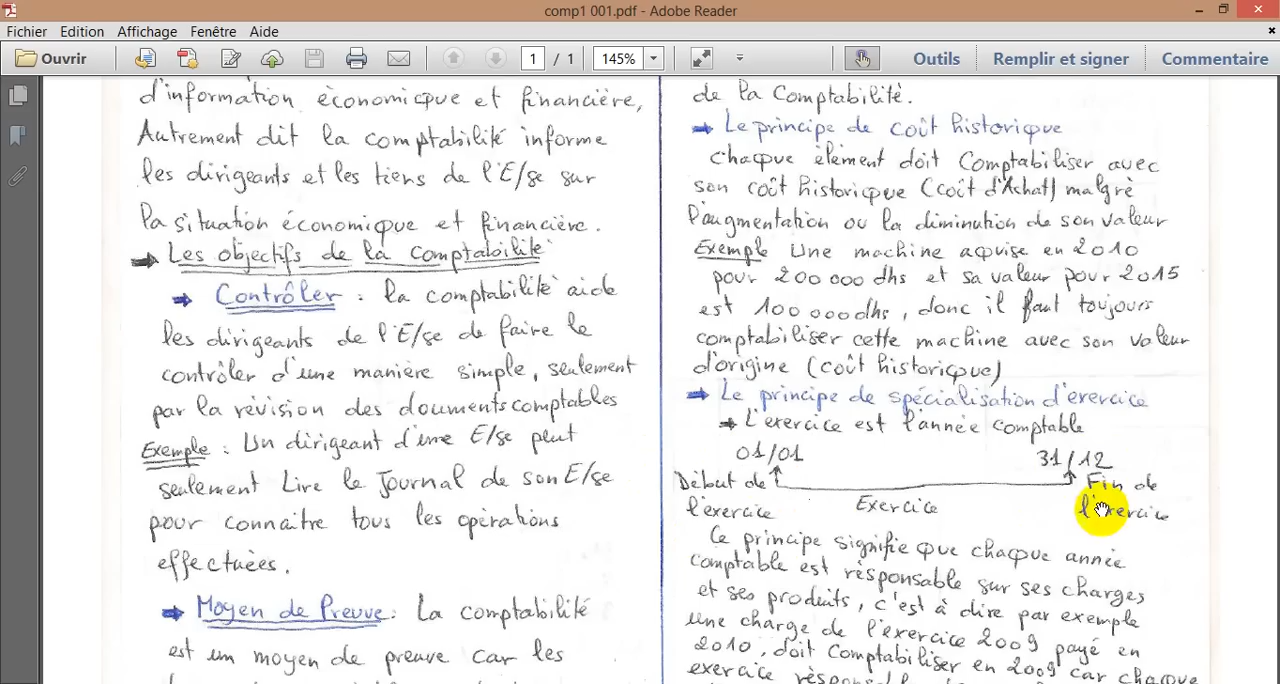 comp1 001.pdf - Adobe Reader
Fichier Edition Affichage Fenêtre Aide
Ouvrir 1 / 1 145% Outils Remplir et signer Commentaire
d'information économique et financière,
Autrement dit la comptabilité informe
les dirigeants et les tiens de l'E/se sur
la situation économique et financière.
Les objectifs de la comptabilité
Contrôler : la comptabilité aide
les dirigeants de l'E/se de faire le
contrôler d'une manière simple, seulement
par la révision des documents comptables
Exemple : Un dirigeant d'une E/se peut
seulement Lire le Journal de son E/se
pour connaitre tous les opérations
effectuées.
Moyen de Preuve : La comptabilité
est un moyen de preuve car les
de la Comptabilité.
Le principe de coût historique
chaque élèment doit Comptabiliser avec
son coût historique (coît d'Achat) malgrè
l'augmentation ou la diminution de son valeur
Exemple Une machine aquise en 2010
pour 200 000 dhs et sa valeur pour 2015
est 100 000 dhs, donc il faut toujours
comptabiliser cette machine avec son valeur
d'origine (coût historique)
Le principe de spécialisation d'exercice
L'exercice est l'année comptable
01/01 31/12
Début de Fin de
l'exercice Exercice l'exercice
Ce principe signifie que chaque année
comptable est résponsable sur ses charges
et ses produits, c'est à dire par exemple
une charge de l'exercice 2009 payé en
2010, doit Comptabiliser en 2009 car chaque
exercice